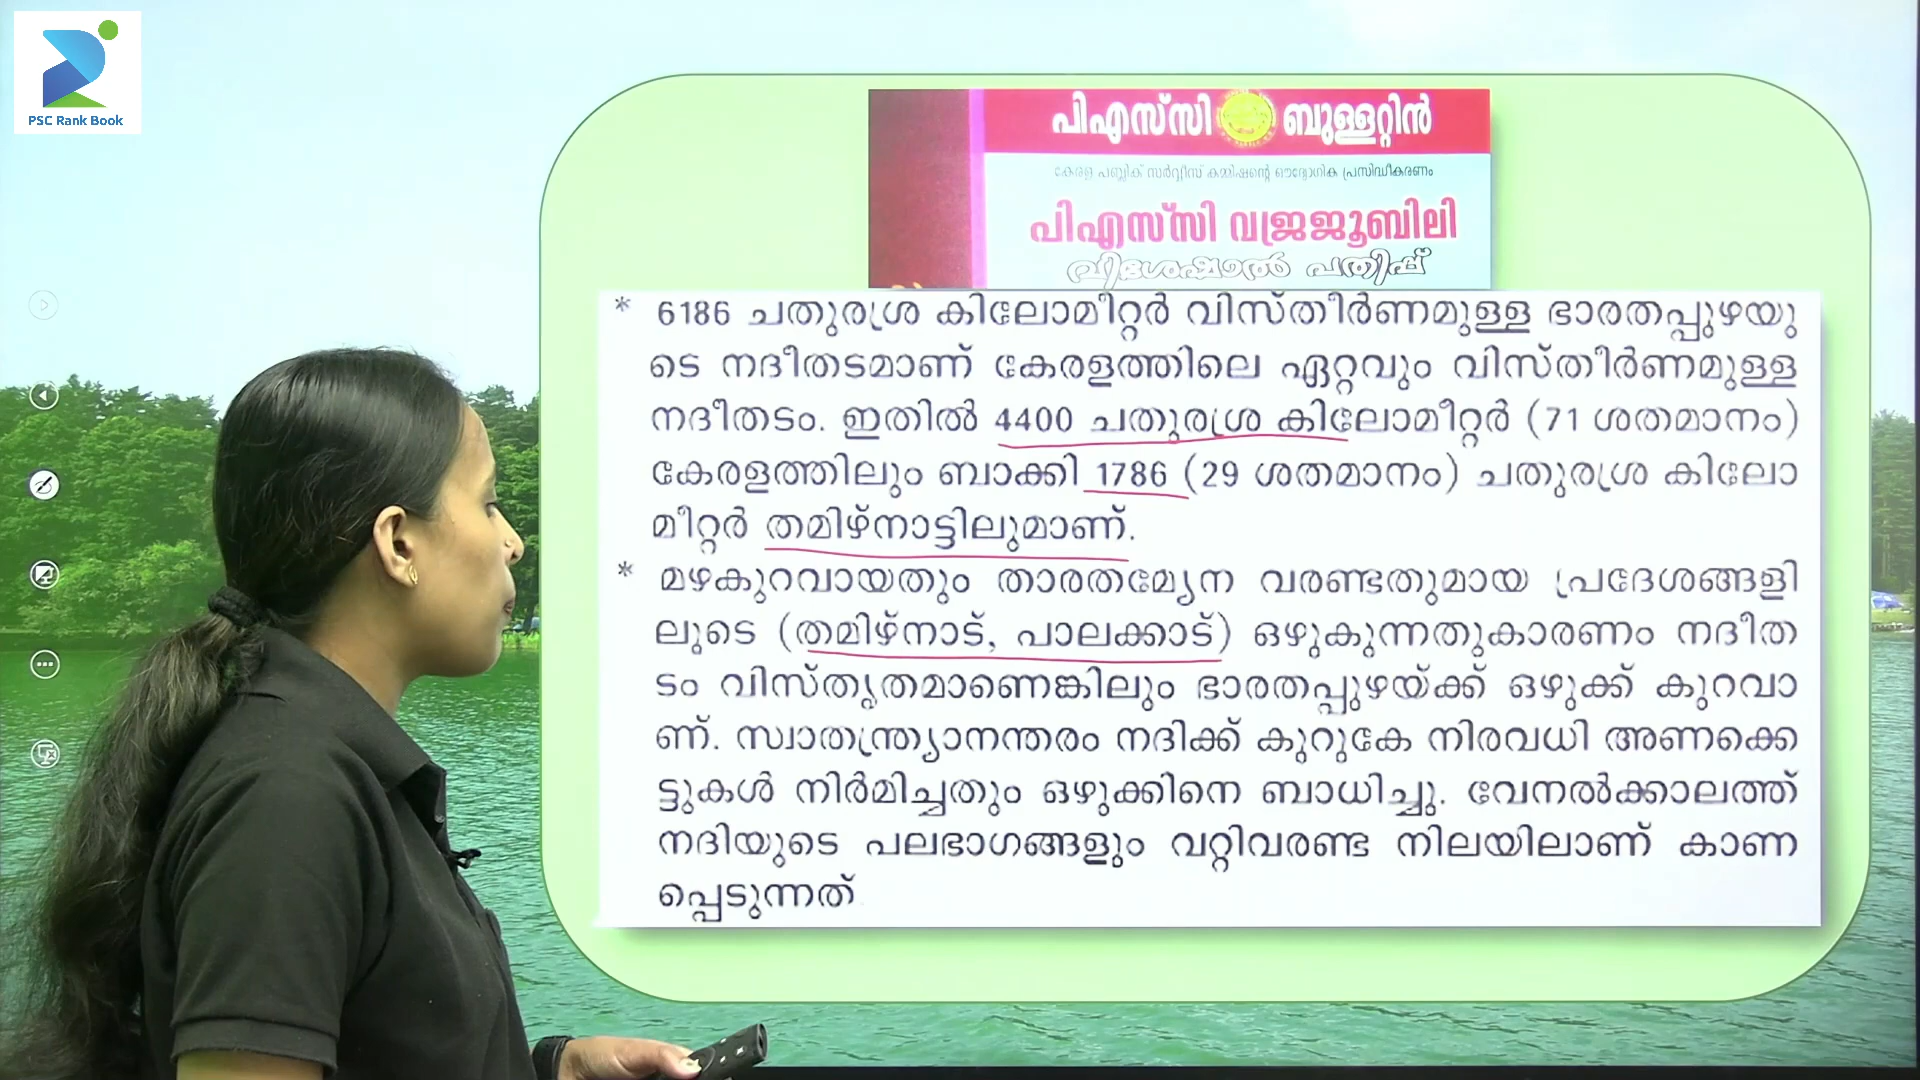 PSC Rank Book
പിഎസ്‌സി ബുള്ളറ്റിൻ
കേരള പബ്ലിക് സർവ്വീസ് കമ്മിഷന്റെ ഔദ്യോഗിക പ്രസിദ്ധീകരണം
പിഎസ്‌സി വജ്രജൂബിലി
വിശേഷാൽ പതിപ്പ്
* 6186 ചതുരശ്ര കിലോമീറ്റർ വിസ്തീർണമുള്ള ഭാരതപ്പുഴയു
ടെ നദീതടമാണ് കേരളത്തിലെ ഏറ്റവും വിസ്തീർണമുള്ള
നദീതടം. ഇതിൽ 4400 ചതുരശ്ര കിലോമീറ്റർ (71 ശതമാനം)
കേരളത്തിലും ബാക്കി 1786 (29 ശതമാനം) ചതുരശ്ര കിലോ
മീറ്റർ തമിഴ്നാട്ടിലുമാണ്.
* മഴകുറവായതും താരതമ്യേന വരണ്ടതുമായ പ്രദേശങ്ങളി
ലൂടെ (തമിഴ്നാട്, പാലക്കാട്) ഒഴുകുന്നതുകാരണം നദീത
ടം വിസ്തൃതമാണെങ്കിലും ഭാരതപ്പുഴയ്ക്ക് ഒഴുക്ക് കുറവാ
ണ്. സ്വാതന്ത്ര്യാനന്തരം നദിക്ക് കുറുകേ നിരവധി അണക്കെ
ട്ടുകൾ നിർമിച്ചതും ഒഴുക്കിനെ ബാധിച്ചു. വേനൽക്കാലത്ത്
നദിയുടെ പലഭാഗങ്ങളും വറ്റിവരണ്ട നിലയിലാണ് കാണ
പ്പെടുന്നത്